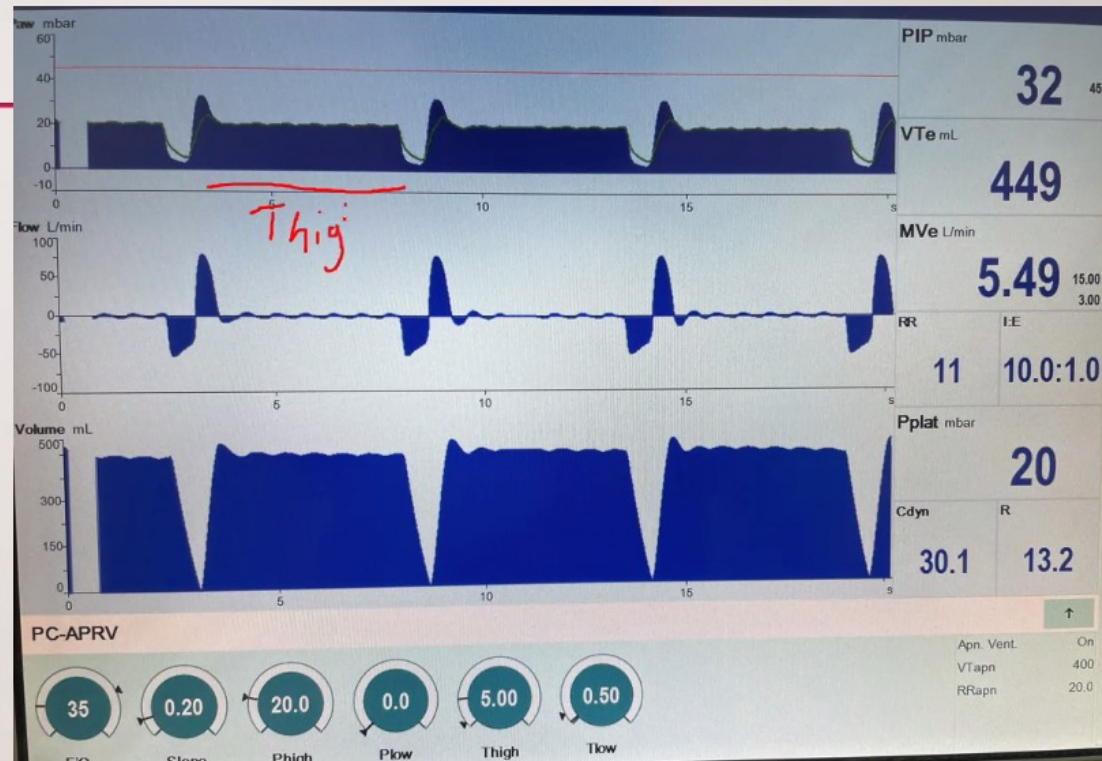 Paw mbar
60
40
20
0
-10
0
5
10
15
s
Thig
Flow L/min
100
50
0
-50
-100
0
5
10
15
s
Volume mL
500
300
150
0
0
5
10
15
s
PIP mbar
32
45
VTe mL
449
MVe L/min
5.49
15.00
3.00
RR
I:E
11
10.0:1.0
Pplat mbar
20
Cdyn
R
30.1
13.2
PC-APRV
↑
Apn. Vent. On
VTapn 400
RRapn 20.0
35
0.20
20.0
0.0
5.00
0.50
Slope
Phigh
Plow
Thigh
Tlow